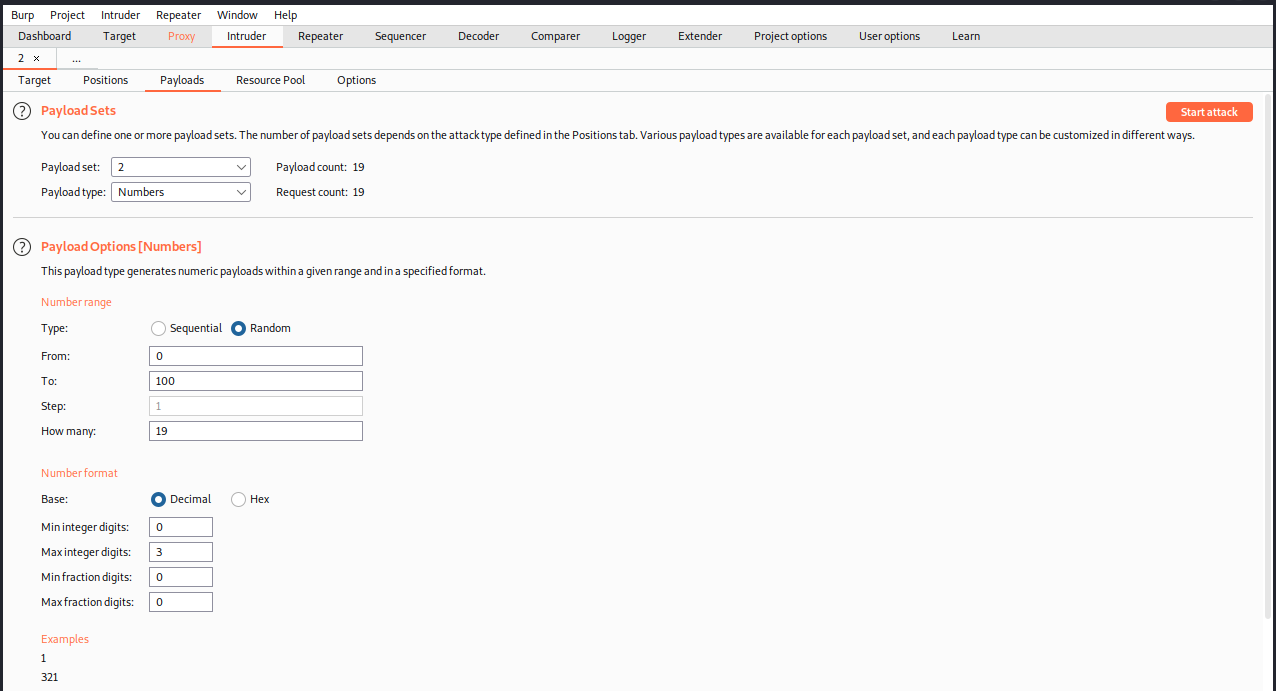 Burp Project Intruder Repeater Window Help
Dashboard Target Proxy Intruder Repeater Sequencer Decoder Comparer Logger Extender Project options User options Learn
2 × ...
Target Positions Payloads Resource Pool Options
? Payload Sets Start attack
You can define one or more payload sets. The number of payload sets depends on the attack type defined in the Positions tab. Various payload types are available for each payload set, and each payload type can be customized in different ways.
Payload set: 2 Payload count: 19
Payload type: Numbers Request count: 19
? Payload Options [Numbers]
This payload type generates numeric payloads within a given range and in a specified format.
Number range
Type: Sequential Random
From: 0
To: 100
Step: 1
How many: 19
Number format
Base: Decimal Hex
Min integer digits: 0
Max integer digits: 3
Min fraction digits: 0
Max fraction digits: 0
Examples
1
321